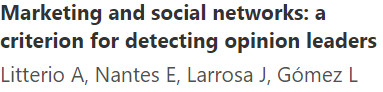 Marketing and social networks: a
criterion for detecting opinion leaders
Litterio A, Nantes E, Larrosa J, Gómez L